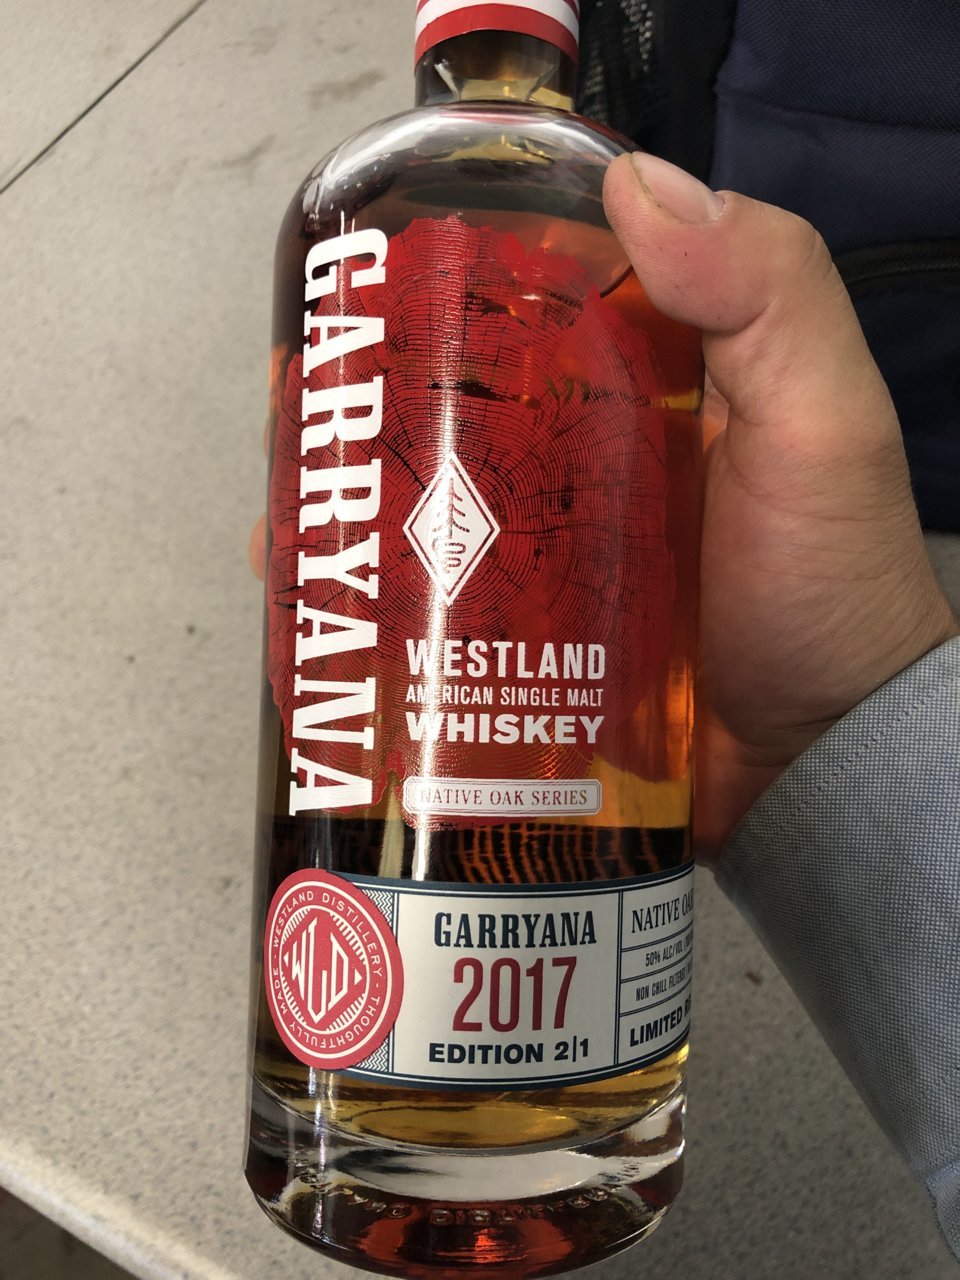 GARRYANA
WESTLAND
AMERICAN SINGLE MALT
WHISKEY
NATIVE OAK SERIES
WESTLAND DISTILLERY · THOUGHTFULLY MADE ·
WLD
GARRYANA
2017
EDITION 2|1
NATIVE
50% ALC/VOL
NON CHILL FILTERED
LIMITED